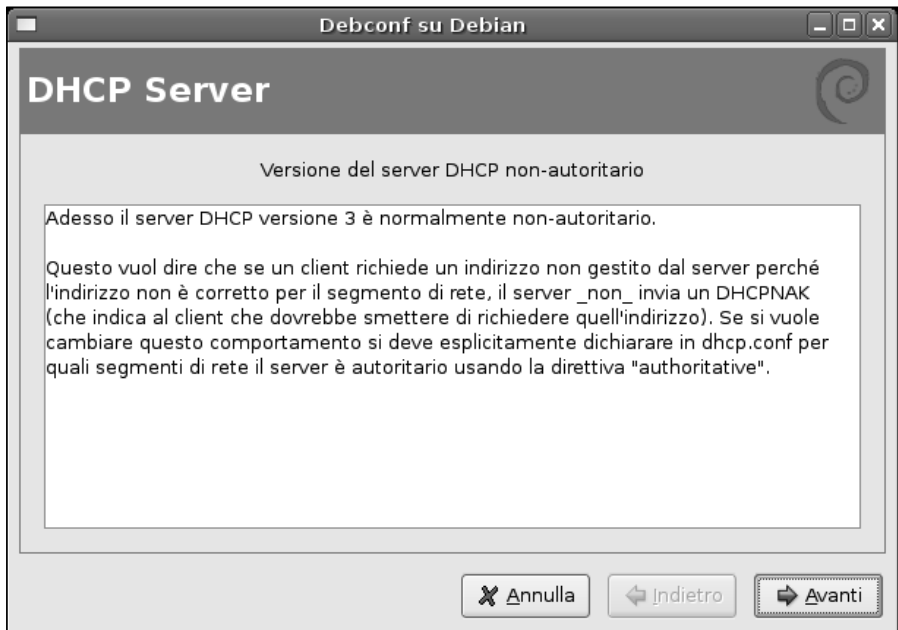 Debconf su Debian
DHCP Server
Versione del server DHCP non-autoritario
Adesso il server DHCP versione 3 è normalmente non-autoritario.
Questo vuol dire che se un client richiede un indirizzo non gestito dal server perché
l'indirizzo non è corretto per il segmento di rete, il server _non_ invia un DHCPNAK
(che indica al client che dovrebbe smettere di richiedere quell'indirizzo). Se si vuole
cambiare questo comportamento si deve esplicitamente dichiarare in dhcp.conf per
quali segmenti di rete il server è autoritario usando la direttiva "authoritative".
Annulla
Indietro
Avanti